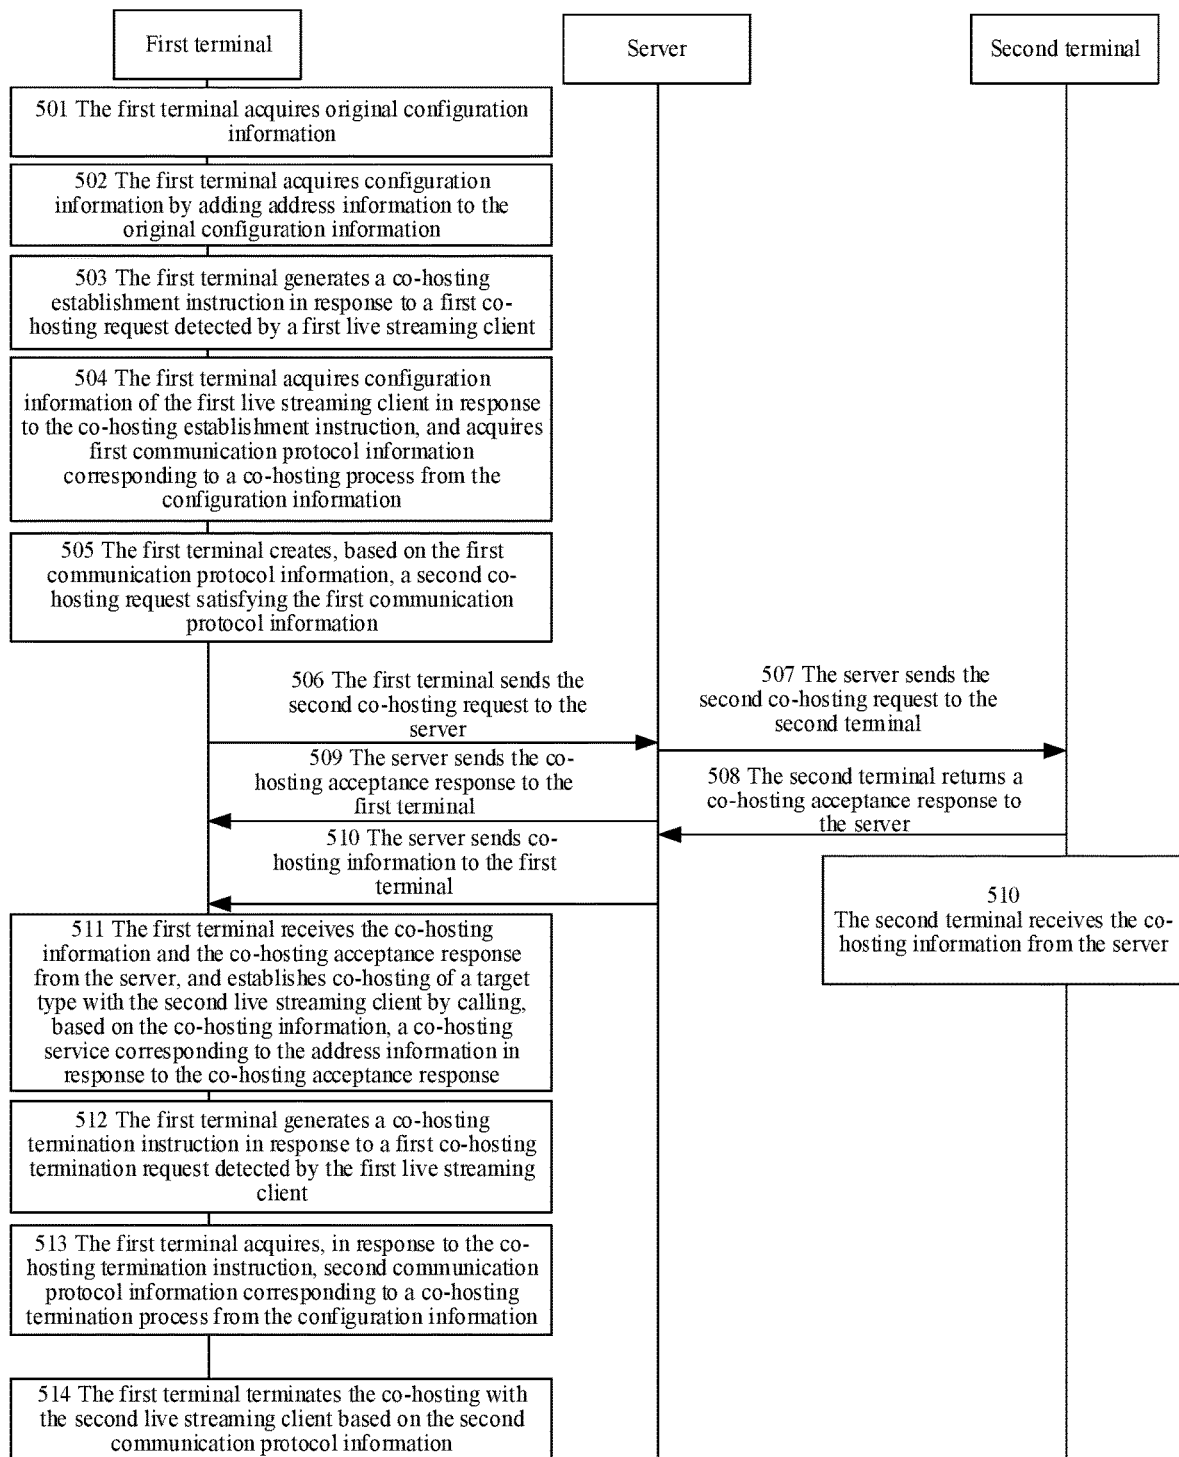 First terminal
Server
Second terminal
501 The first terminal acquires original configuration
information
502 The first terminal acquires configuration
information by adding address information to the
original configuration information
503 The first terminal generates a co-hosting
establishment instruction in response to a first co-
hosting request detected by a first live streaming client
504 The first terminal acquires configuration
information of the first live streaming client in response
to the co-hosting establishment instruction, and acquires
first communication protocol information
corresponding to a co-hosting process from the
configuration information
505 The first terminal creates, based on the first
communication protocol information, a second co-
hosting request satisfying the first communication
protocol information
506 The first terminal sends the
second co-hosting request to the
server
507 The server sends the
second co-hosting request to the
second terminal
509 The server sends the co-
hosting acceptance response to the
first terminal
508 The second terminal returns a
co-hosting acceptance response to
the server
510 The server sends co-
hosting information to the first
terminal
510
The second terminal receives the co-
hosting information from the server
511 The first terminal receives the co-hosting
information and the co-hosting acceptance response
from the server, and establishes co-hosting of a target
type with the second live streaming client by calling,
based on the co-hosting information, a co-hosting
service corresponding to the address information in
response to the co-hosting acceptance response
512 The first terminal generates a co-hosting
termination instruction in response to a first co-hosting
termination request detected by the first live streaming
client
513 The first terminal acquires, in response to the co-
hosting termination instruction, second communication
protocol information corresponding to a co-hosting
termination process from the configuration information
514 The first terminal terminates the co-hosting with
the second live streaming client based on the second
communication protocol information